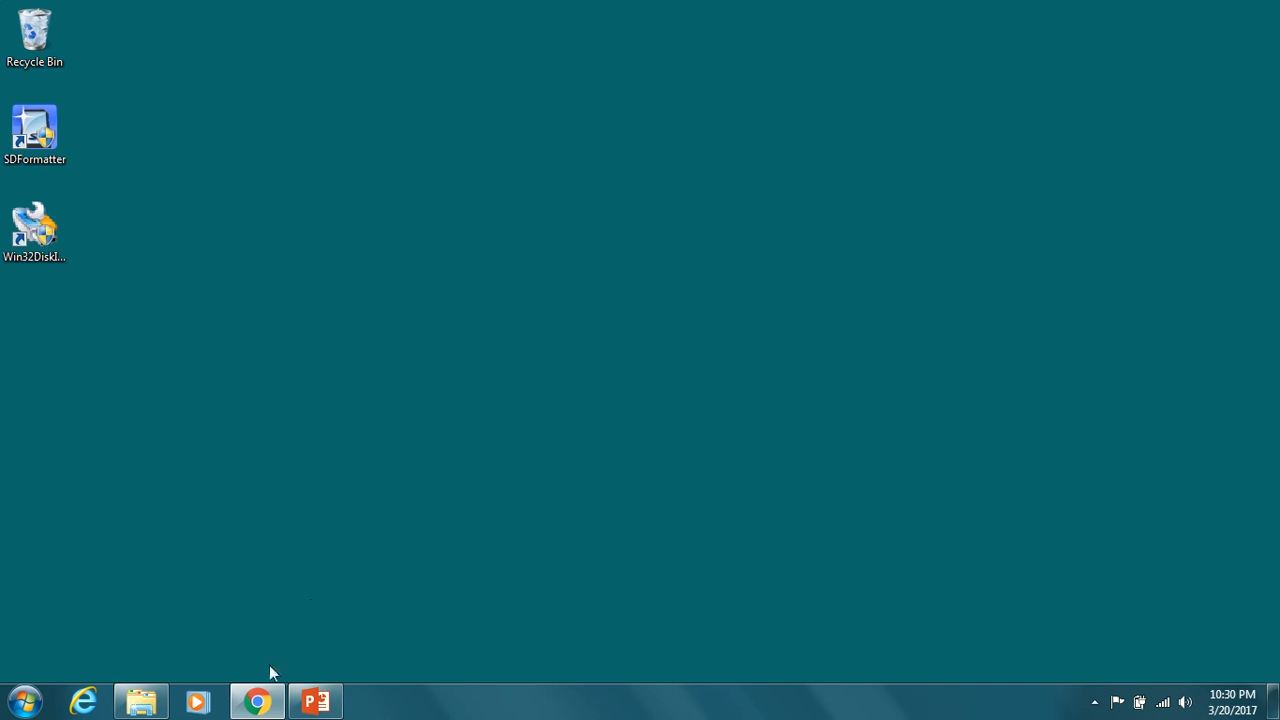 Recycle Bin
SDFormatter
Win32DiskI...
10:30 PM
3/20/2017